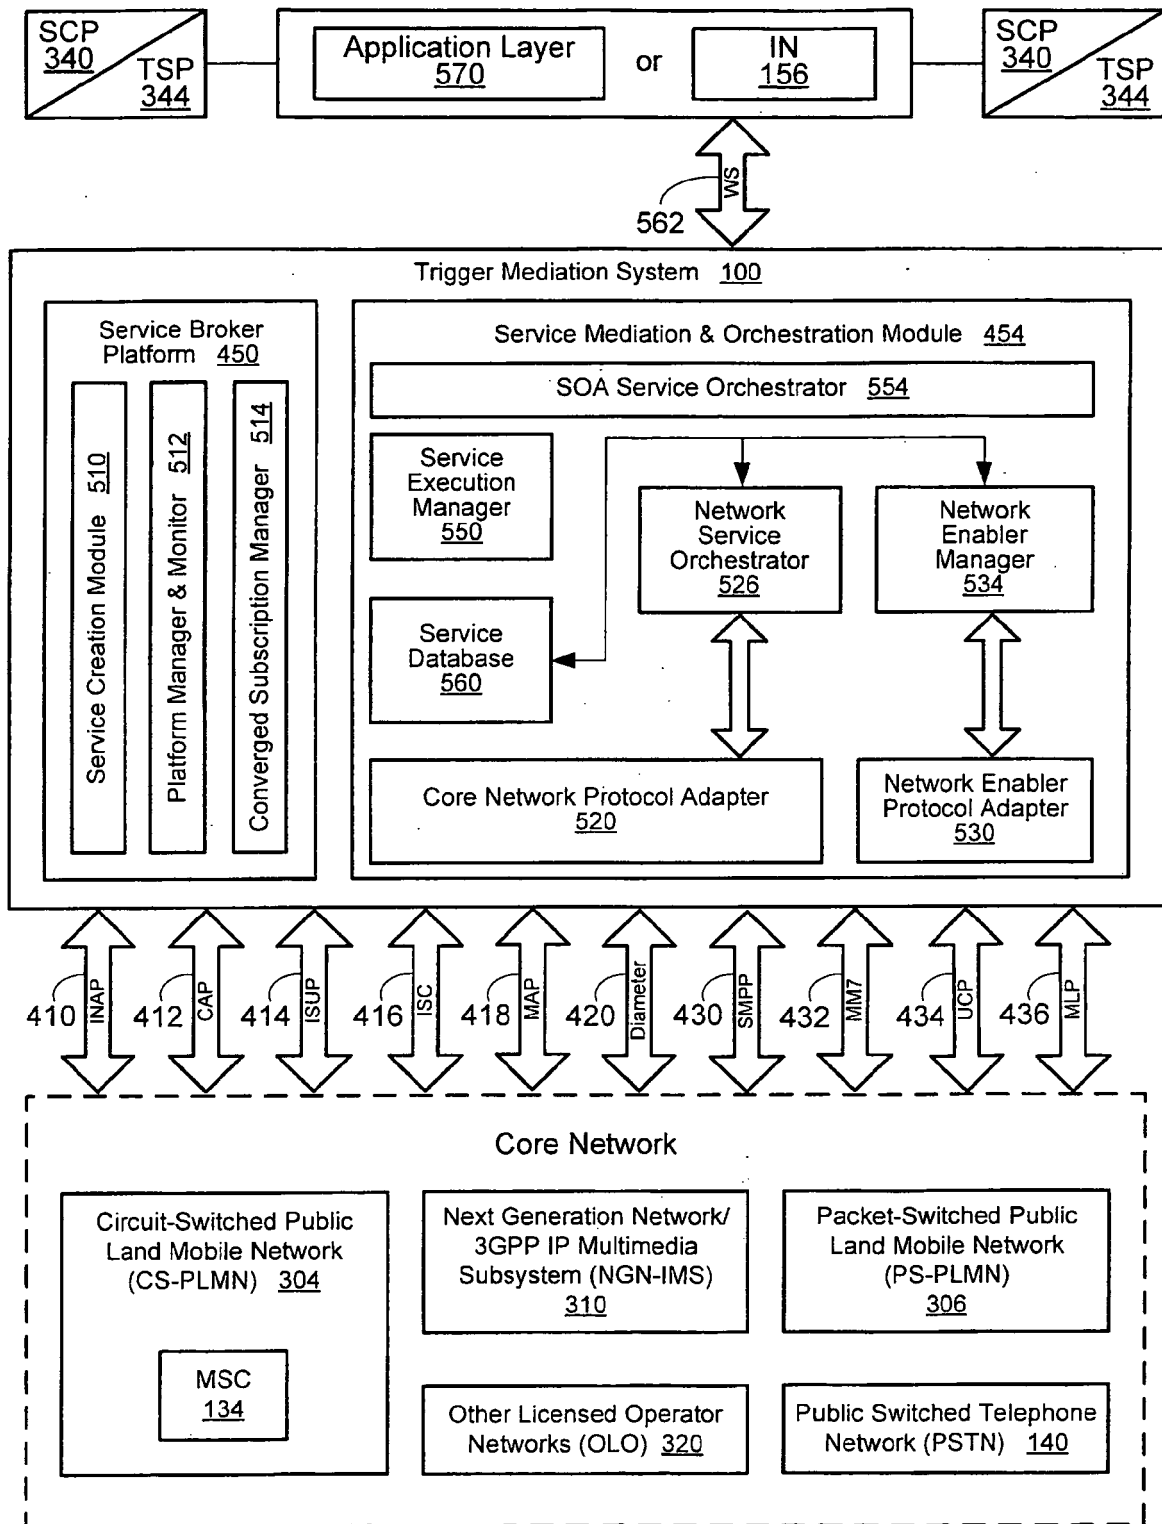 SCP
340
TSP
344
Application Layer
570
or
IN
156
SCP
340
TSP
344
WS
562
Trigger Mediation System 100
Service Broker
Platform 450
Service Creation Module 510
Platform Manager & Monitor 512
Converged Subscription Manager 514
Service Mediation & Orchestration Module 454
SOA Service Orchestrator 554
Service
Execution
Manager
550
Network
Service
Orchestrator
526
Network
Enabler
Manager
534
Service
Database
560
Core Network Protocol Adapter
520
Network Enabler
Protocol Adapter
530
410 INAP
412 CAP
414 ISUP
416 ISC
418 MAP
420 Diameter
430 SMPP
432 MM7
434 UCP
436 MLP
Core Network
Circuit-Switched Public
Land Mobile Network
(CS-PLMN) 304
MSC
134
Next Generation Network/
3GPP IP Multimedia
Subsystem (NGN-IMS)
310
Packet-Switched Public
Land Mobile Network
(PS-PLMN)
306
Other Licensed Operator
Networks (OLO) 320
Public Switched Telephone
Network (PSTN) 140